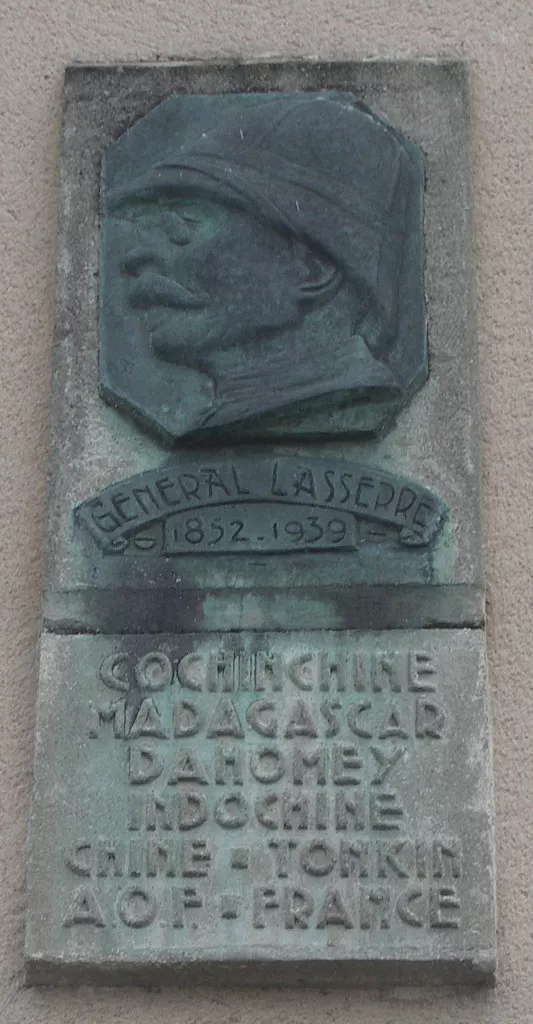 GENERAL LASSERRE
1852-1939
COCHINCHINE
MADAGASCAR
DAHOMEY
INDOCHINE
CHINE - TONKIN
A.O.F. - FRANCE